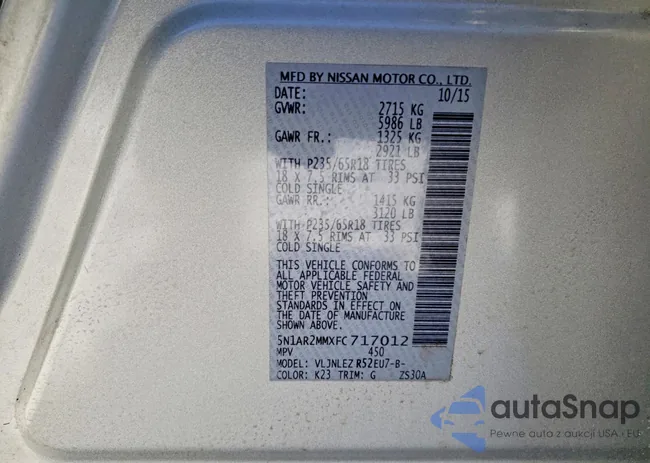 MFD BY NISSAN MOTOR CO., LTD.
DATE: 10/15
GVWR: 2715 KG
5986 LB
GAWR FR.: 1325 KG
2921 LB
WITH P235/65R18 TIRES
18 X 7.5 RIMS AT 33 PSI
COLD SINGLE
GAWR RR.: 1415 KG
3120 LB
WITH P235/65R18 TIRES
18 X 7.5 RIMS AT 33 PSI
COLD SINGLE
THIS VEHICLE CONFORMS TO
ALL APPLICABLE FEDERAL
MOTOR VEHICLE SAFETY AND
THEFT PREVENTION
STANDARDS IN EFFECT ON
THE DATE OF MANUFACTURE
SHOWN ABOVE.
5N1AR2MMXFC717012
MPV 450
MODEL: VLJNLEZ R52EU7-B-
COLOR: K23 TRIM: G ZS30A
autaSnap
Pewne auta z aukcji USA - EU